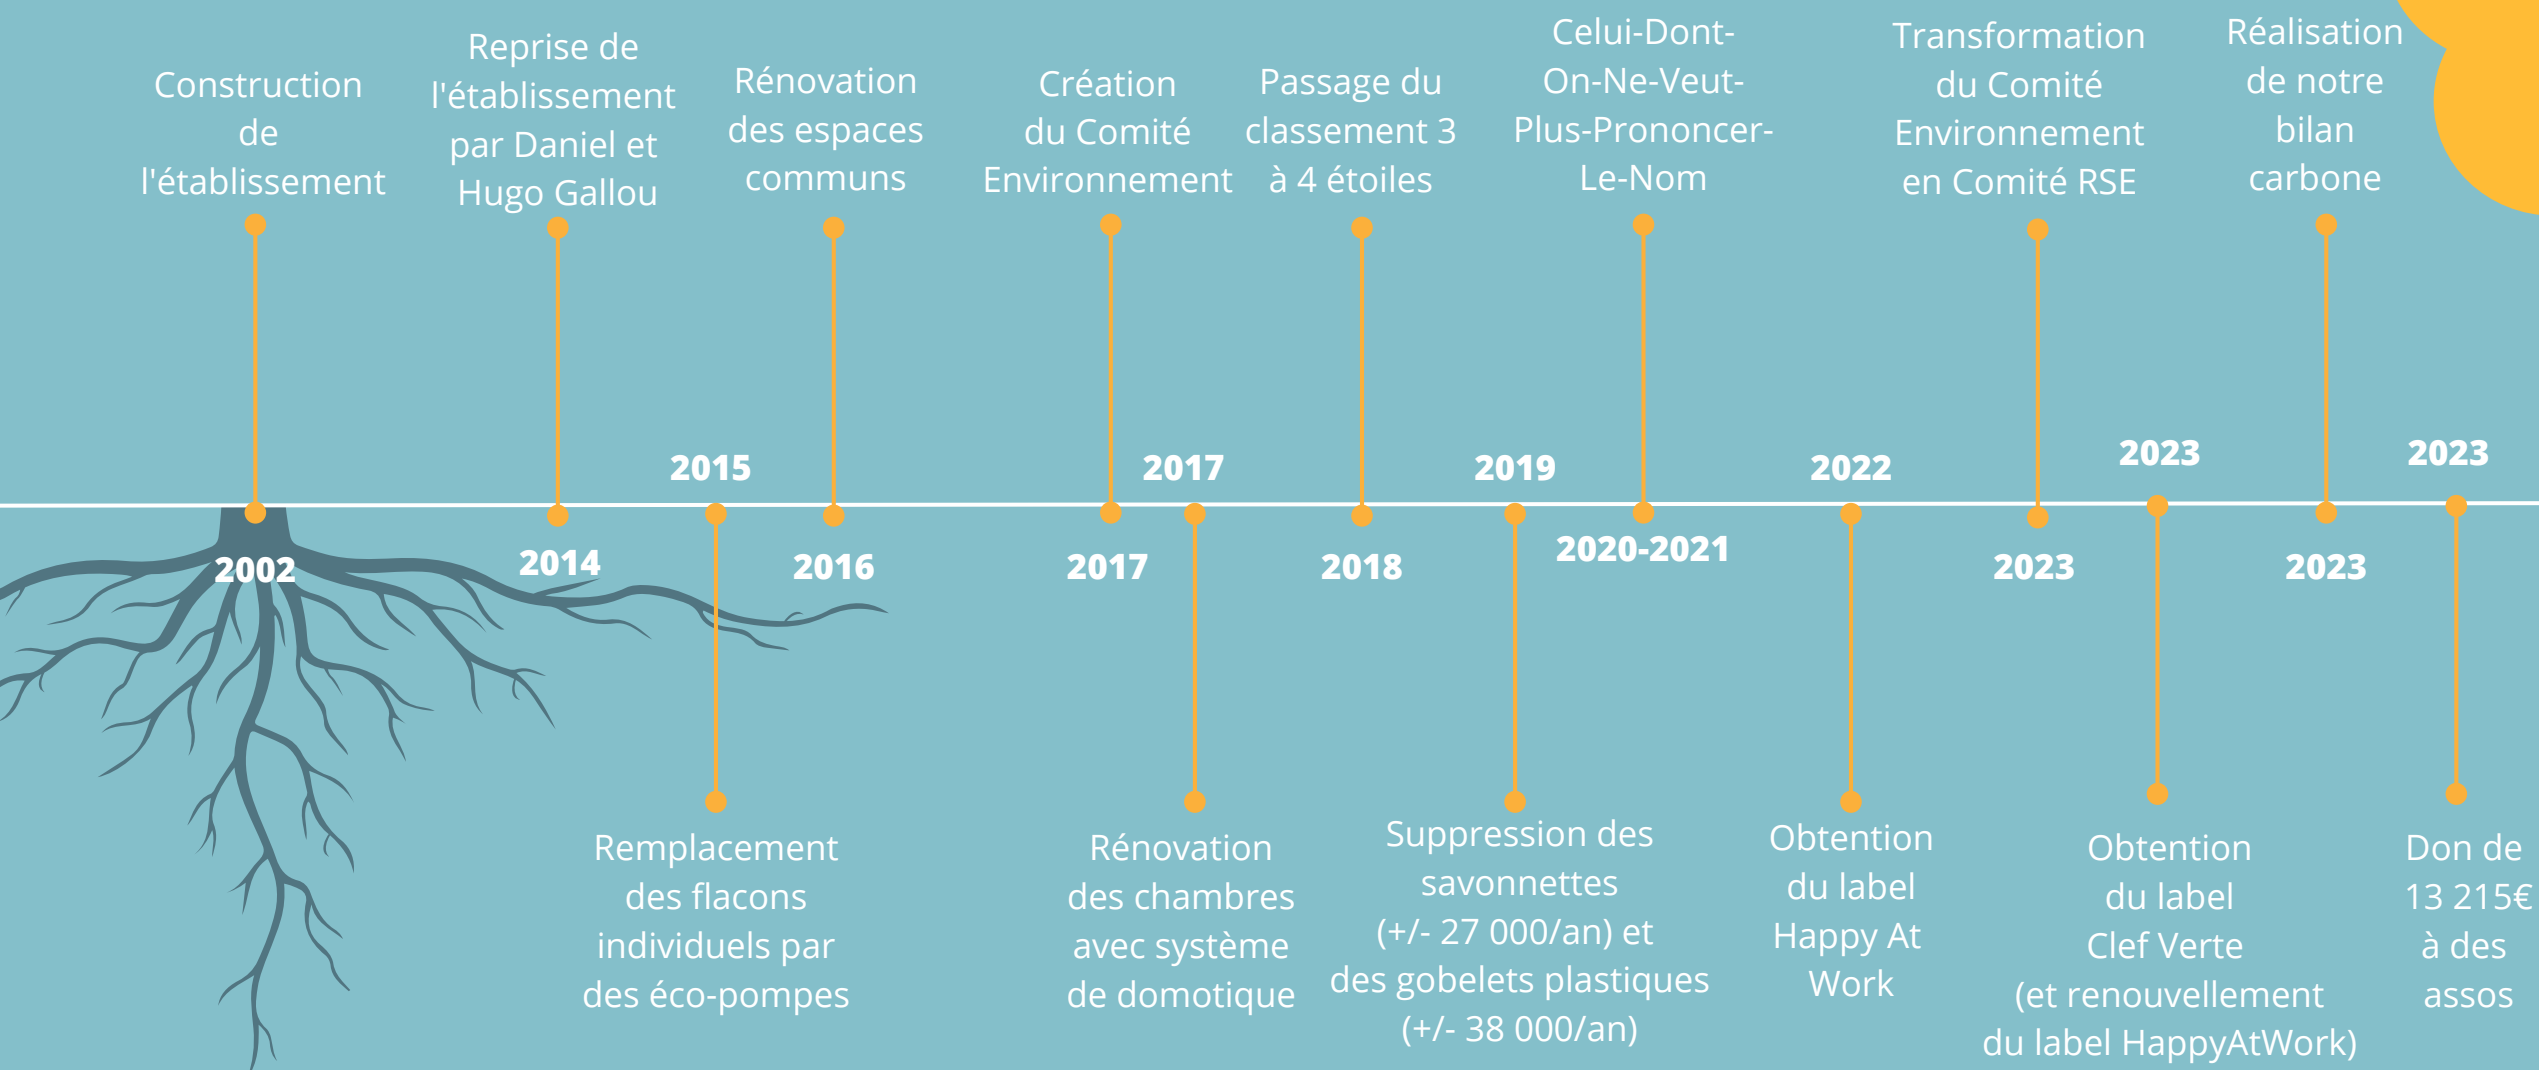 Construction
de
l'établissement
2002
Reprise de
l'établissement
par Daniel et
Hugo Gallou
2014
2015
Remplacement
des flacons
individuels par
des éco-pompes
Rénovation
des espaces
communs
2016
Création
du Comité
Environnement
2017
2017
Rénovation
des chambres
avec système
de domotique
Passage du
classement 3
à 4 étoiles
2018
2019
Suppression des
savonnettes
(+/- 27 000/an) et
des gobelets plastiques
(+/- 38 000/an)
Celui-Dont-
On-Ne-Veut-
Plus-Prononcer-
Le-Nom
2020-2021
2022
Obtention
du label
Happy At
Work
Transformation
du Comité
Environnement
en Comité RSE
2023
2023
Obtention
du label
Clef Verte
(et renouvellement
du label HappyAtWork)
Réalisation
de notre
bilan
carbone
2023
2023
Don de
13 215€
à des
assos